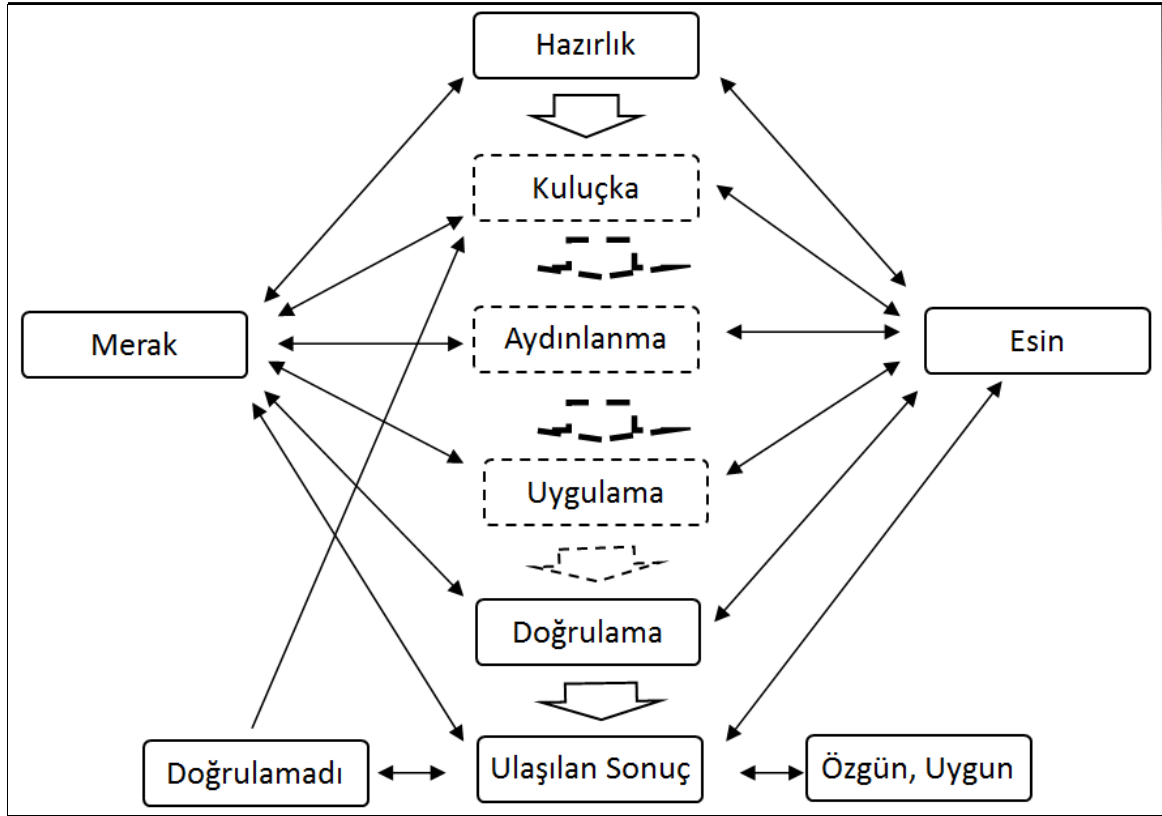 Hazırlık
Kuluçka
Merak
Aydınlanma
Esin
Uygulama
Doğrulama
Doğrulamadı
Ulaşılan Sonuç
Özgün, Uygun